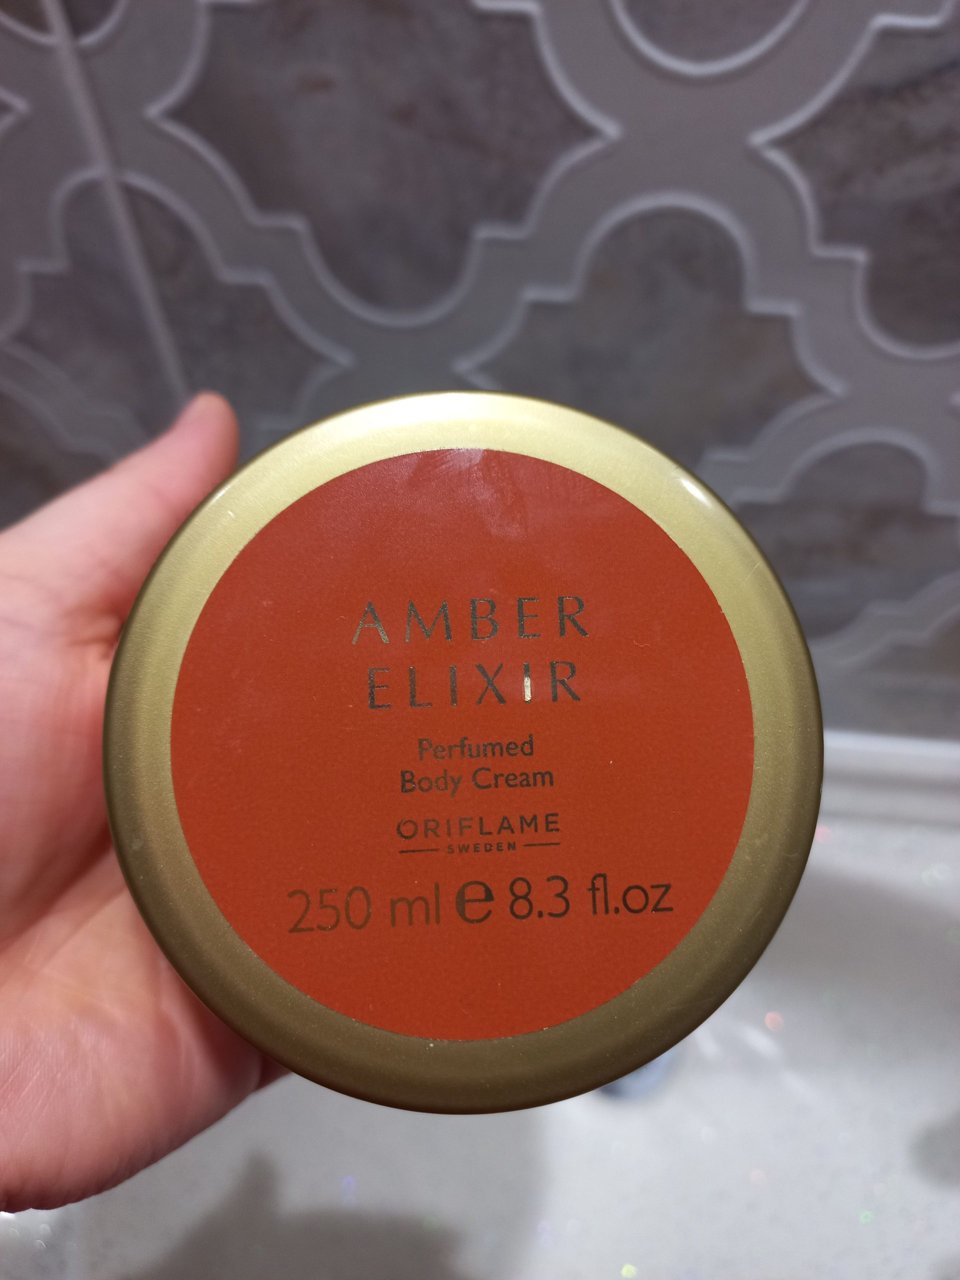 AMBER
ELIXIR
Perfumed
Body Cream
ORIFLAME
SWEDEN
250 ml e 8.3 fl.oz